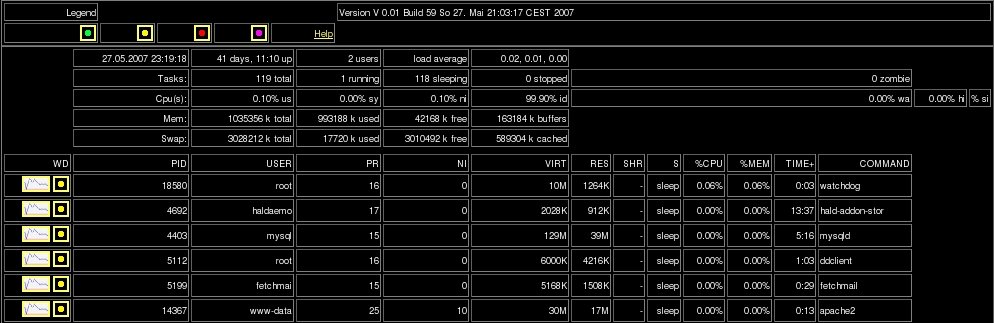 Legend Version V 0.01 Build 59 So 27. Mai 21:03:17 CEST 2007
Help
27.05.2007 23:19:18 41 days, 11:10 up 2 users load average 0.02, 0.01, 0.00
Tasks: 119 total 1 running 118 sleeping 0 stopped 0 zombie
Cpu(s): 0.10% us 0.00% sy 0.10% ni 99.90% id 0.00% wa 0.00% hi % si
Mem: 1035356 k total 993188 k used 42168 k free 163184 k buffers
Swap: 3028212 k total 17720 k used 3010492 k free 589304 k cached
WD PID USER PR NI VIRT RES SHR S %CPU %MEM TIME+ COMMAND
18580 root 16 0 10M 1264K - sleep 0.06% 0.06% 0:03 watchdog
4692 haldaemo 17 0 2028K 912K - sleep 0.00% 0.00% 13:37 hald-addon-stor
4403 mysql 15 0 129M 39M - sleep 0.00% 0.00% 5:16 mysqld
5112 root 16 0 6000K 4216K - sleep 0.00% 0.00% 1:03 ddclient
5199 fetchmai 15 0 5168K 1508K - sleep 0.00% 0.00% 0:29 fetchmail
14367 www-data 25 10 30M 17M - sleep 0.00% 0.00% 0:13 apache2